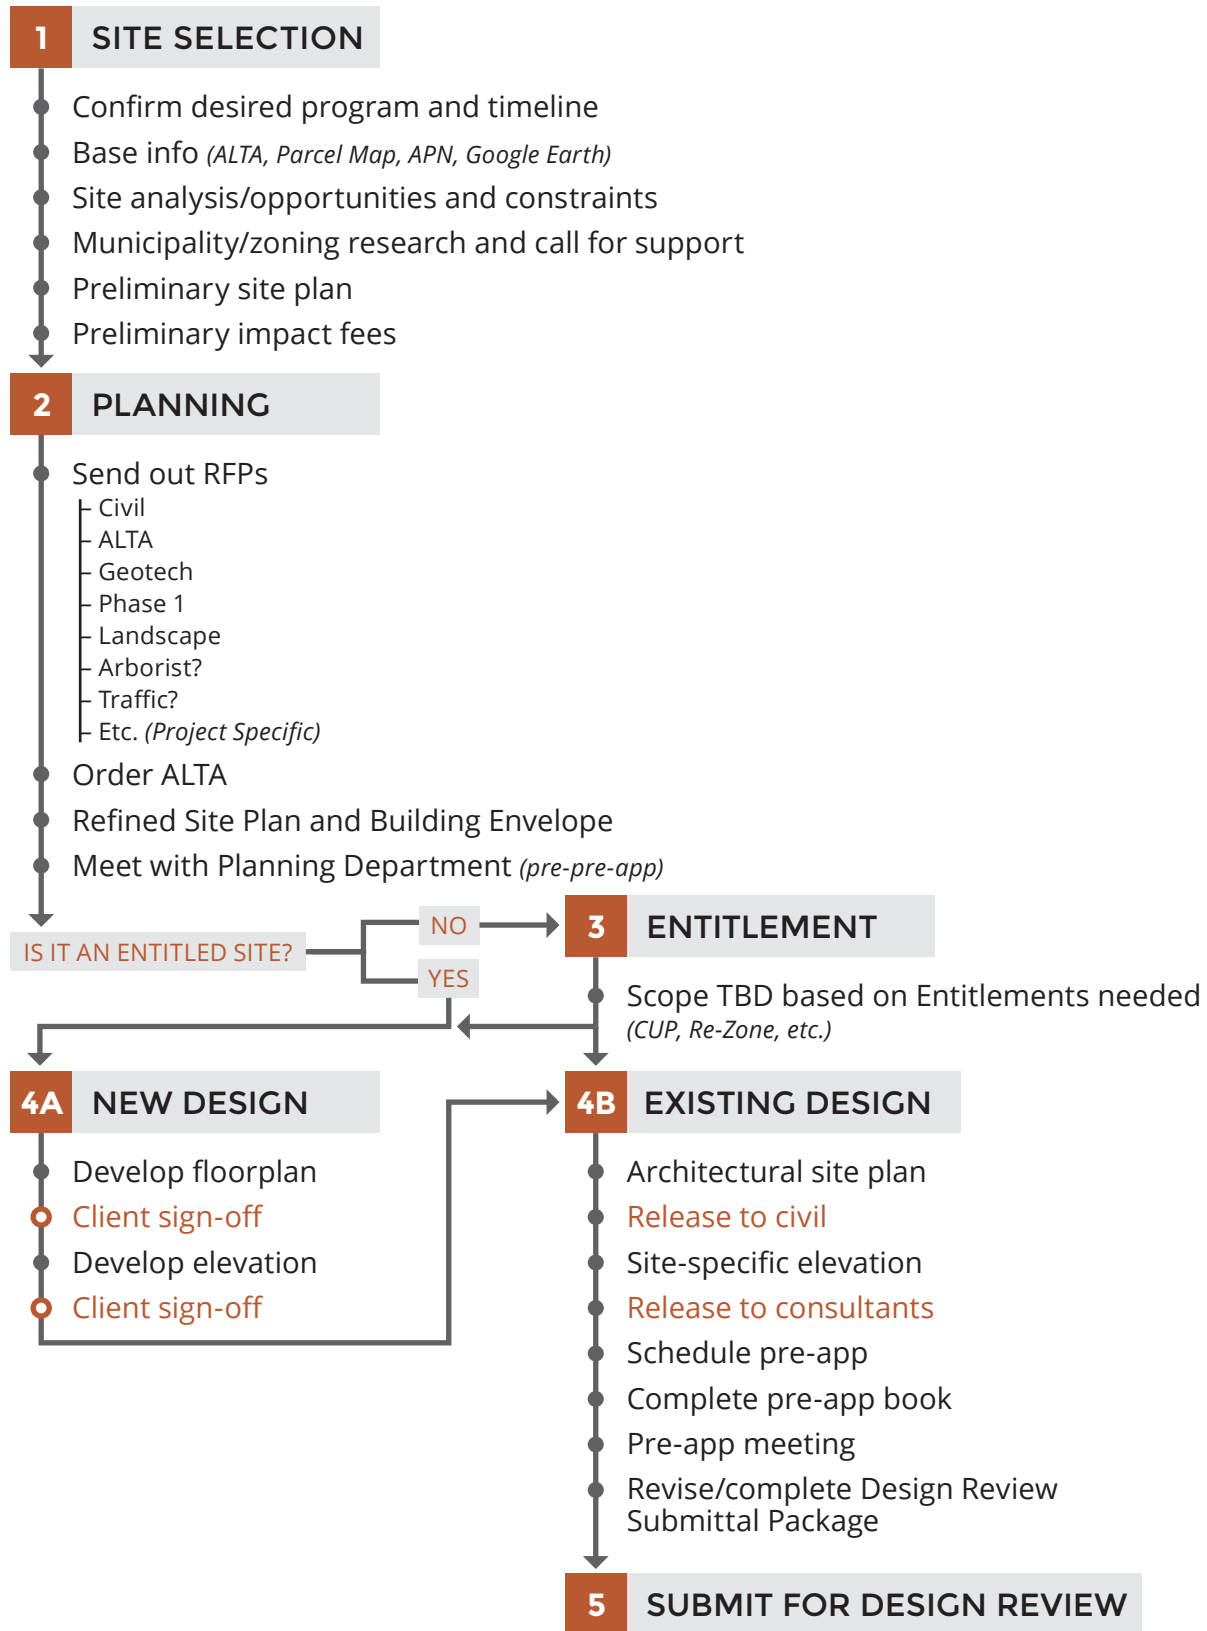 1 SITE SELECTION
Confirm desired program and timeline
Base info (ALTA, Parcel Map, APN, Google Earth)
Site analysis/opportunities and constraints
Municipality/zoning research and call for support
Preliminary site plan
Preliminary impact fees
2 PLANNING
Send out RFPs
– Civil
– ALTA
– Geotech
– Phase 1
– Landscape
– Arborist?
– Traffic?
– Etc. (Project Specific)
Order ALTA
Refined Site Plan and Building Envelope
Meet with Planning Department (pre-pre-app)
IS IT AN ENTITLED SITE?
NO
YES
3 ENTITLEMENT
Scope TBD based on Entitlements needed
(CUP, Re-Zone, etc.)
4A NEW DESIGN
Develop floorplan
Client sign-off
Develop elevation
Client sign-off
4B EXISTING DESIGN
Architectural site plan
Release to civil
Site-specific elevation
Release to consultants
Schedule pre-app
Complete pre-app book
Pre-app meeting
Revise/complete Design Review
Submittal Package
5 SUBMIT FOR DESIGN REVIEW